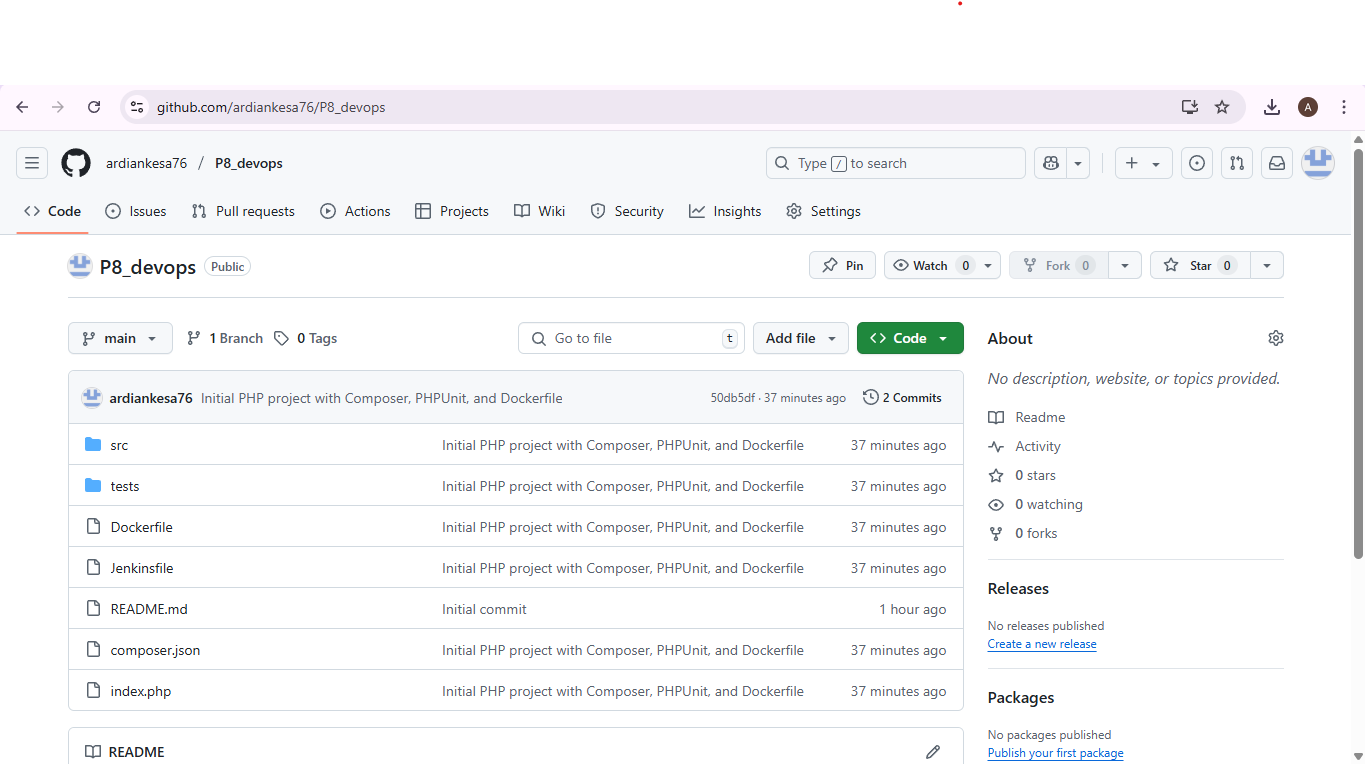 github.com/ardiankesa76/P8_devops
A
ardiankesa76 / P8_devops
Type / to search
Code Issues Pull requests Actions Projects Wiki Security Insights Settings
P8_devops Public
Pin Watch 0 Fork 0 Star 0
main 1 Branch 0 Tags Go to file t Add file Code
ardiankesa76 Initial PHP project with Composer, PHPUnit, and Dockerfile 50db5df · 37 minutes ago 2 Commits
src Initial PHP project with Composer, PHPUnit, and Dockerfile 37 minutes ago
tests Initial PHP project with Composer, PHPUnit, and Dockerfile 37 minutes ago
Dockerfile Initial PHP project with Composer, PHPUnit, and Dockerfile 37 minutes ago
Jenkinsfile Initial PHP project with Composer, PHPUnit, and Dockerfile 37 minutes ago
README.md Initial commit 1 hour ago
composer.json Initial PHP project with Composer, PHPUnit, and Dockerfile 37 minutes ago
index.php Initial PHP project with Composer, PHPUnit, and Dockerfile 37 minutes ago
README
About
No description, website, or topics provided.
Readme
Activity
0 stars
0 watching
0 forks
Releases
No releases published
Create a new release
Packages
No packages published
Publish your first package